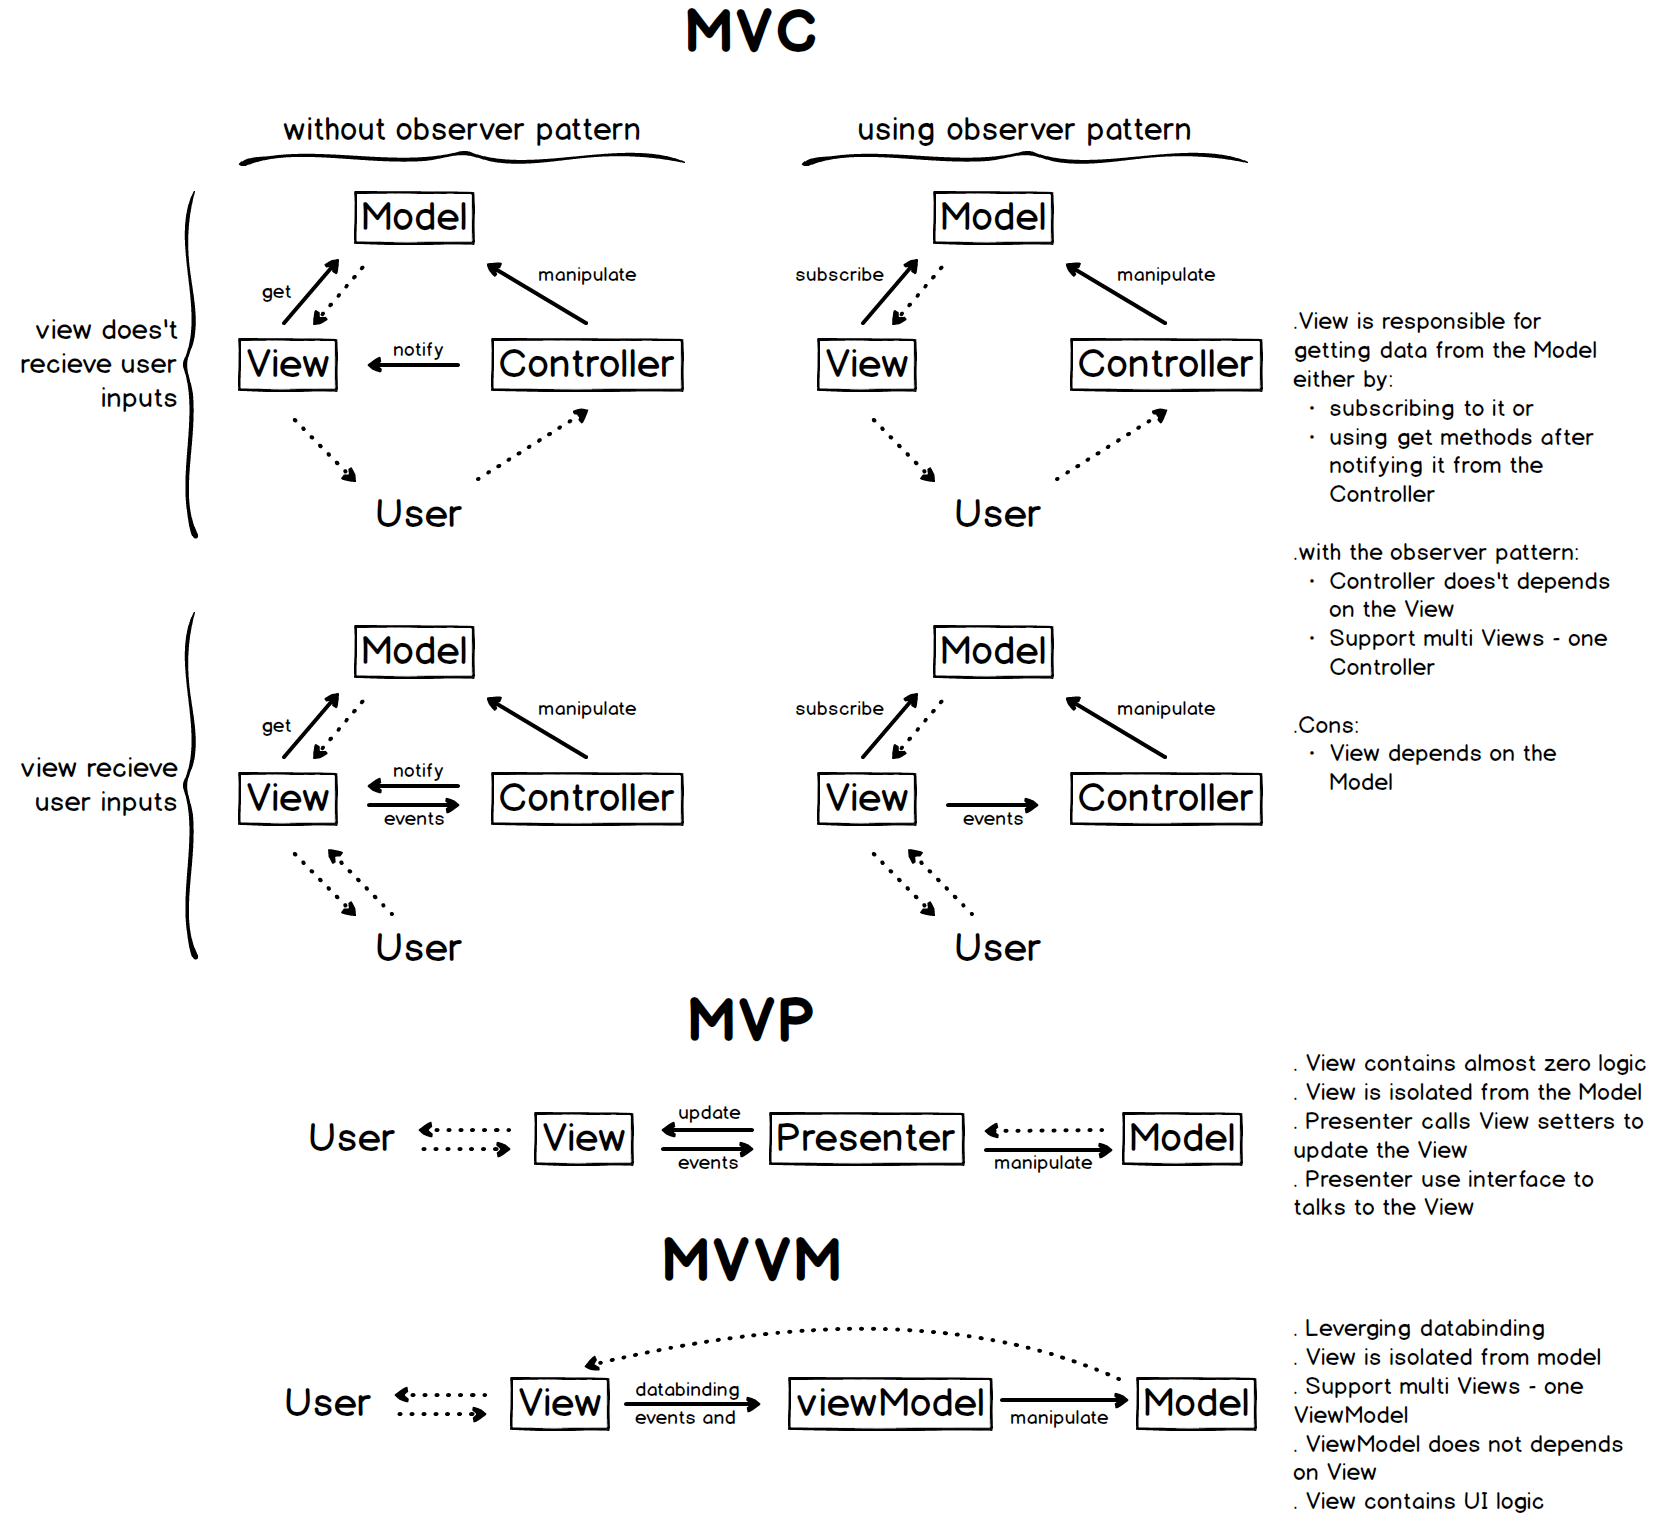 MVC
without observer pattern
using observer pattern
view does't
recieve user
inputs
Model
get
manipulate
View
notify
Controller
User
Model
subscribe
manipulate
View
Controller
User
.View is responsible for
getting data from the Model
either by:
· subscribing to it or
· using get methods after
notifying it from the
Controller
.with the observer pattern:
· Controller does't depends
on the View
· Support multi Views - one
Controller
.Cons:
· View depends on the
Model
view recieve
user inputs
Model
get
manipulate
View
notify
events
Controller
User
Model
subscribe
manipulate
View
events
Controller
User
MVP
User
View
update
events
Presenter
manipulate
Model
. View contains almost zero logic
. View is isolated from the Model
. Presenter calls View setters to
update the View
. Presenter use interface to
talks to the View
MVVM
User
View
databinding
events and
viewModel
manipulate
Model
. Leverging databinding
. View is isolated from model
. Support multi Views - one
ViewModel
. ViewModel does not depends
on View
. View contains UI logic